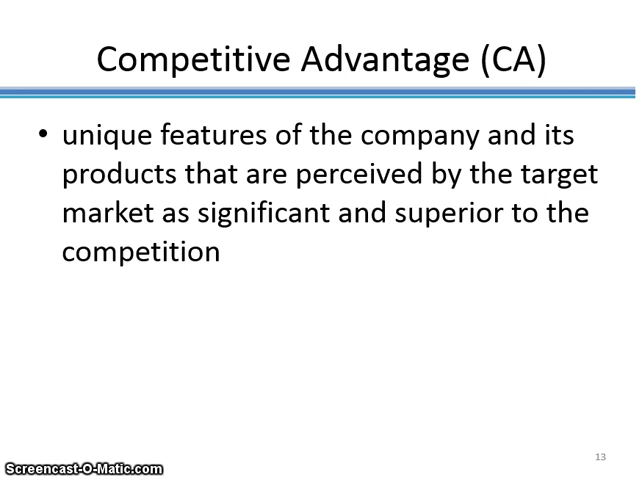 Competitive Advantage (CA)
• unique features of the company and its
products that are perceived by the target
market as significant and superior to the
competition
13
Screencast-O-Matic.com